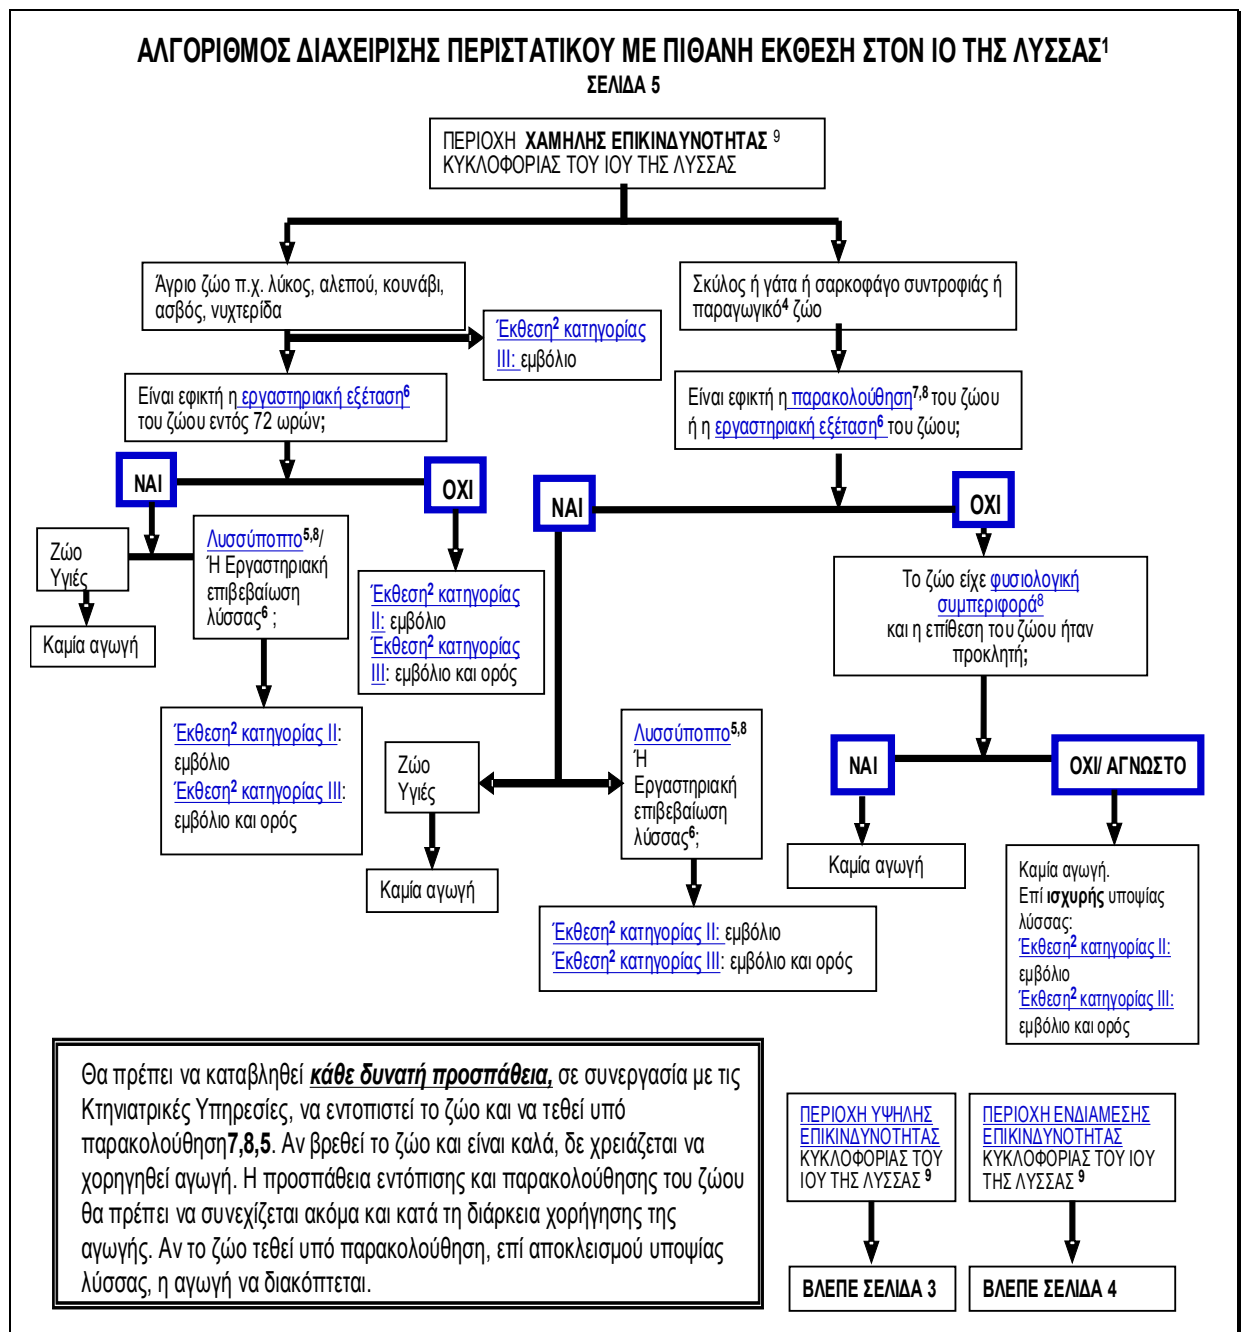 ΑΛΓΟΡΙΘΜΟΣ ΔΙΑΧΕΙΡΙΣΗΣ ΠΕΡΙΣΤΑΤΙΚΟΥ ΜΕ ΠΙΘΑΝΗ ΕΚΘΕΣΗ ΣΤΟΝ ΙΟ ΤΗΣ ΛΥΣΣΑΣ¹
ΣΕΛΙΔΑ 5
ΠΕΡΙΟΧΗ ΧΑΜΗΛΗΣ ΕΠΙΚΙΝΔΥΝΟΤΗΤΑΣ ⁹
ΚΥΚΛΟΦΟΡΙΑΣ ΤΟΥ ΙΟΥ ΤΗΣ ΛΥΣΣΑΣ
Άγριο ζώο π.χ. λύκος, αλεπού, κουνάβι,
ασβός, νυχτερίδα
Σκύλος ή γάτα ή σαρκοφάγο συντροφιάς ή
παραγωγικό⁴ ζώο
Έκθεση² κατηγορίας
III: εμβόλιο
Είναι εφικτή η εργαστηριακή εξέταση⁶
του ζώου εντός 72 ωρών;
Είναι εφικτή η παρακολούθηση⁷,⁸ του ζώου
ή η εργαστηριακή εξέταση⁶ του ζώου;
ΝΑΙ
ΟΧΙ
ΝΑΙ
ΟΧΙ
Ζώο
Υγιές
Λυσσύποπτο⁵,⁸/
Ή Εργαστηριακή
επιβεβαίωση
λύσσας⁶ ;
Καμία αγωγή
Έκθεση² κατηγορίας
II: εμβόλιο
Έκθεση² κατηγορίας
III: εμβόλιο και ορός
Το ζώο είχε φυσιολογική
συμπεριφορά⁸
και η επίθεση του ζώου ήταν
προκλητή;
Έκθεση² κατηγορίας II:
εμβόλιο
Έκθεση² κατηγορίας III:
εμβόλιο και ορός
Ζώο
Υγιές
Λυσσύποπτο⁵,⁸
Ή
Εργαστηριακή
επιβεβαίωση
λύσσας⁶;
ΝΑΙ
ΟΧΙ/ ΑΓΝΩΣΤΟ
Καμία αγωγή
Καμία αγωγή
Καμία αγωγή.
Επί ισχυρής υποψίας
λύσσας:
Έκθεση² κατηγορίας II:
εμβόλιο
Έκθεση² κατηγορίας III:
εμβόλιο και ορός
Έκθεση² κατηγορίας II: εμβόλιο
Έκθεση² κατηγορίας III: εμβόλιο και ορός
Θα πρέπει να καταβληθεί κάθε δυνατή προσπάθεια, σε συνεργασία με τις
Κτηνιατρικές Υπηρεσίες, να εντοπιστεί το ζώο και να τεθεί υπό
παρακολούθηση7,8,5. Αν βρεθεί το ζώο και είναι καλά, δε χρειάζεται να
χορηγηθεί αγωγή. Η προσπάθεια εντόπισης και παρακολούθησης του ζώου
θα πρέπει να συνεχίζεται ακόμα και κατά τη διάρκεια χορήγησης της
αγωγής. Αν το ζώο τεθεί υπό παρακολούθηση, επί αποκλεισμού υποψίας
λύσσας, η αγωγή να διακόπτεται.
ΠΕΡΙΟΧΗ ΥΨΗΛΗΣ
ΕΠΙΚΙΝΔΥΝΟΤΗΤΑΣ
ΚΥΚΛΟΦΟΡΙΑΣ ΤΟΥ
ΙΟΥ ΤΗΣ ΛΥΣΣΑΣ ⁹
ΒΛΕΠΕ ΣΕΛΙΔΑ 3
ΠΕΡΙΟΧΗ ΕΝΔΙΑΜΕΣΗΣ
ΕΠΙΚΙΝΔΥΝΟΤΗΤΑΣ
ΚΥΚΛΟΦΟΡΙΑΣ ΤΟΥ ΙΟΥ
ΤΗΣ ΛΥΣΣΑΣ ⁹
ΒΛΕΠΕ ΣΕΛΙΔΑ 4